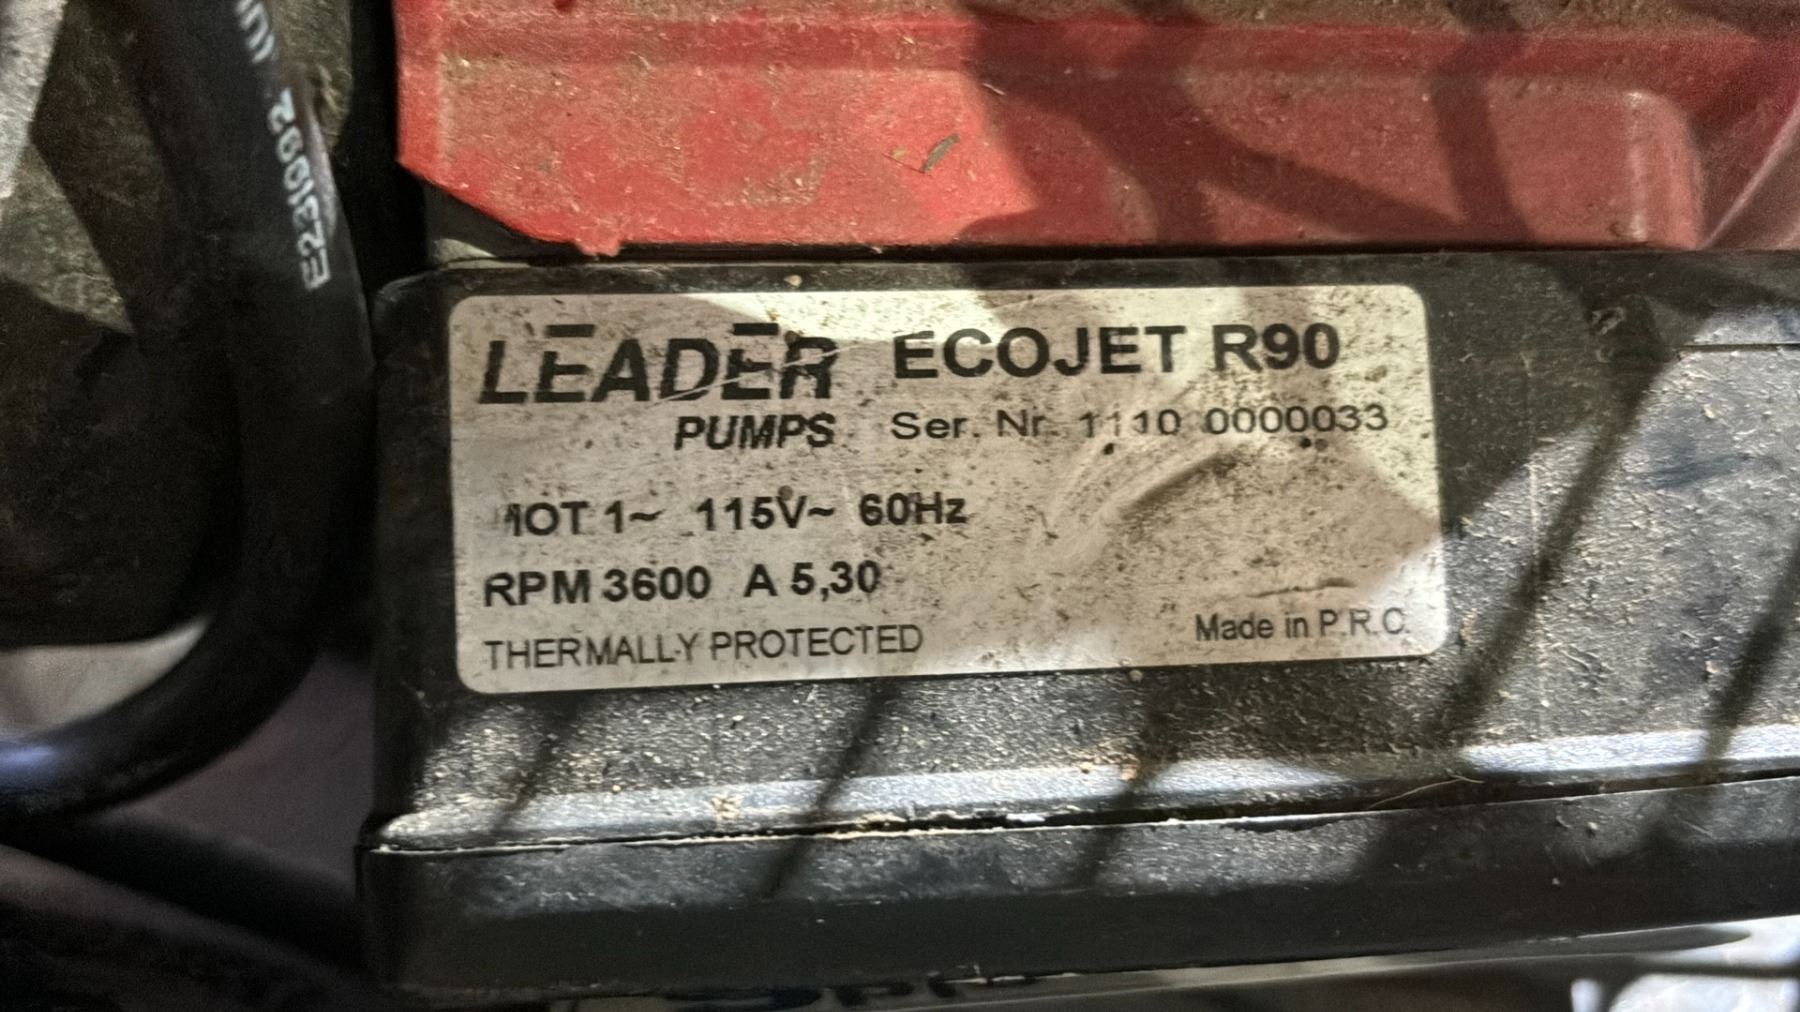 LEADER PUMPS
ECOJET R90
Ser. Nr. 1110 0000033
MOT 1~ 115V~ 60Hz
RPM 3600 A 5,30
THERMALLY PROTECTED
Made in P.R.C.
E231092